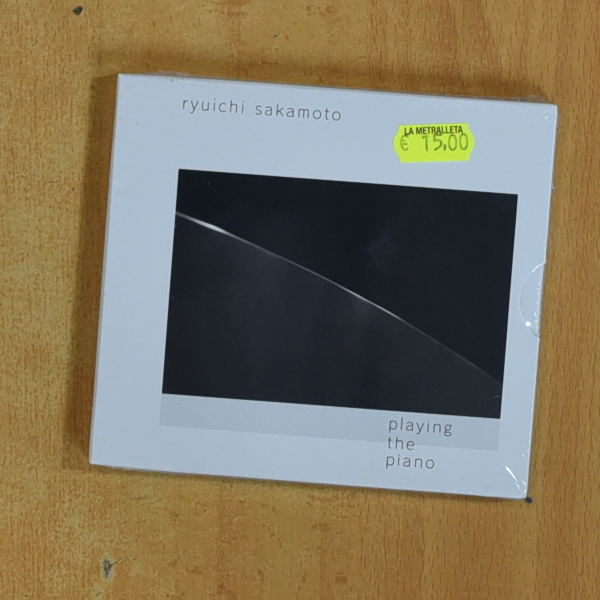 ryuichi sakamoto
LA METRALLETA
€ 15,00
playing
the
piano